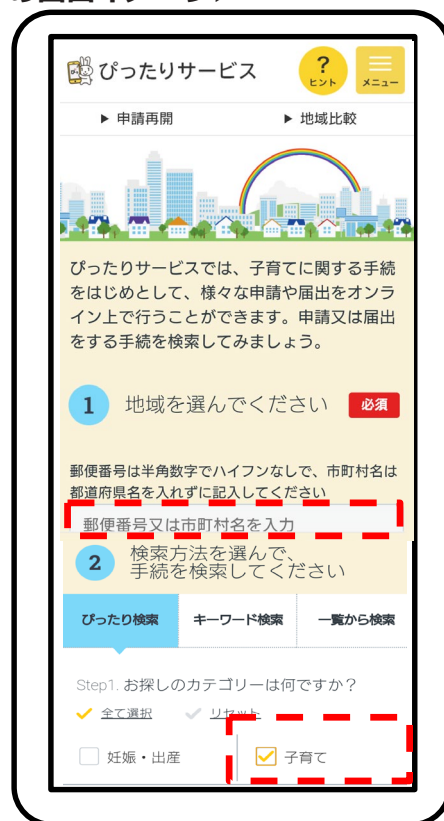 ぴったりサービス
?
ヒント
メニュー
▶ 申請再開
▶ 地域比較
ぴったりサービスでは、子育てに関する手続
をはじめとして、様々な申請や届出をオンラ
イン上で行うことができます。申請又は届出
をする手続を検索してみましょう。
1 地域を選んでください 必須
郵便番号は半角数字でハイフンなしで、市町村名は
都道府県名を入れずに記入してください
郵便番号又は市町村名を入力
2 検索方法を選んで、
手続を検索してください
ぴったり検索 キーワード検索 一覧から検索
Step1. お探しのカテゴリーは何ですか？
全て選択 リセット
妊娠・出産 子育て